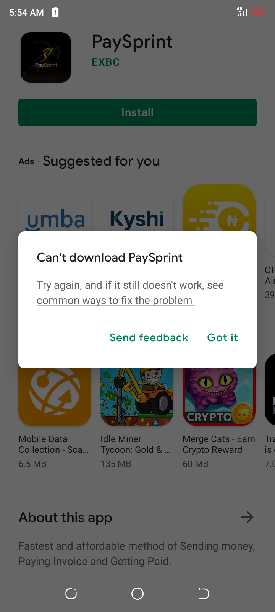 5:54 AM
PaySprint
PaySprint
EXBC
Install
Ads · Suggested for you
umba
Kyshi
Can't download PaySprint
Try again, and if it still doesn't work, see
common ways to fix the problem.
Send feedback
Got it
CRYPTO
Mobile Data
Collection - Sca...
6.5 MB
Idle Miner
Tycoon: Gold & ...
135 MB
Merge Cats - Earn
Crypto Reward
60 MB
About this app
Fastest and affordable method of Sending money,
Paying Invoice and Getting Paid.